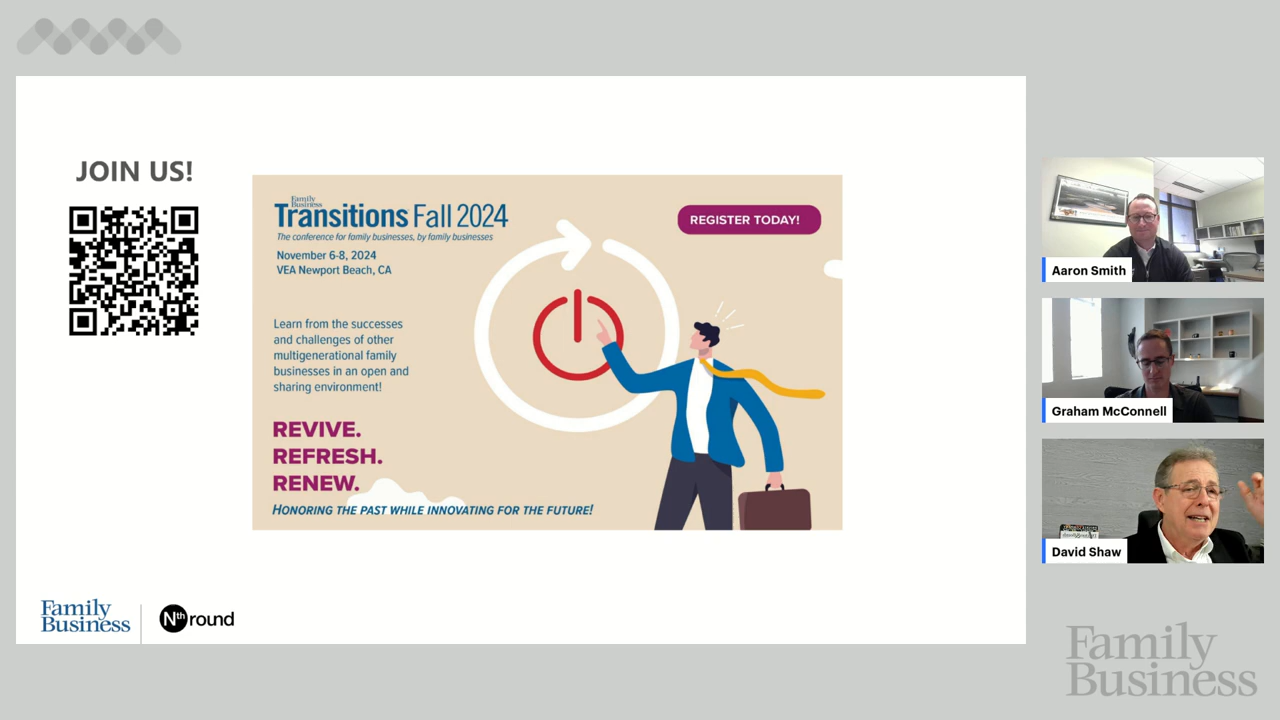 JOIN US!
Family
Business
Transitions Fall 2024
The conference for family businesses, by family businesses
November 6-8, 2024
VEA Newport Beach, CA
REGISTER TODAY!
Learn from the successes
and challenges of other
multigenerational family
businesses in an open and
sharing environment!
REVIVE.
REFRESH.
RENEW.
HONORING THE PAST WHILE INNOVATING FOR THE FUTURE!
Family
Business
Nth round
Aaron Smith
Graham McConnell
David Shaw
Family
Business